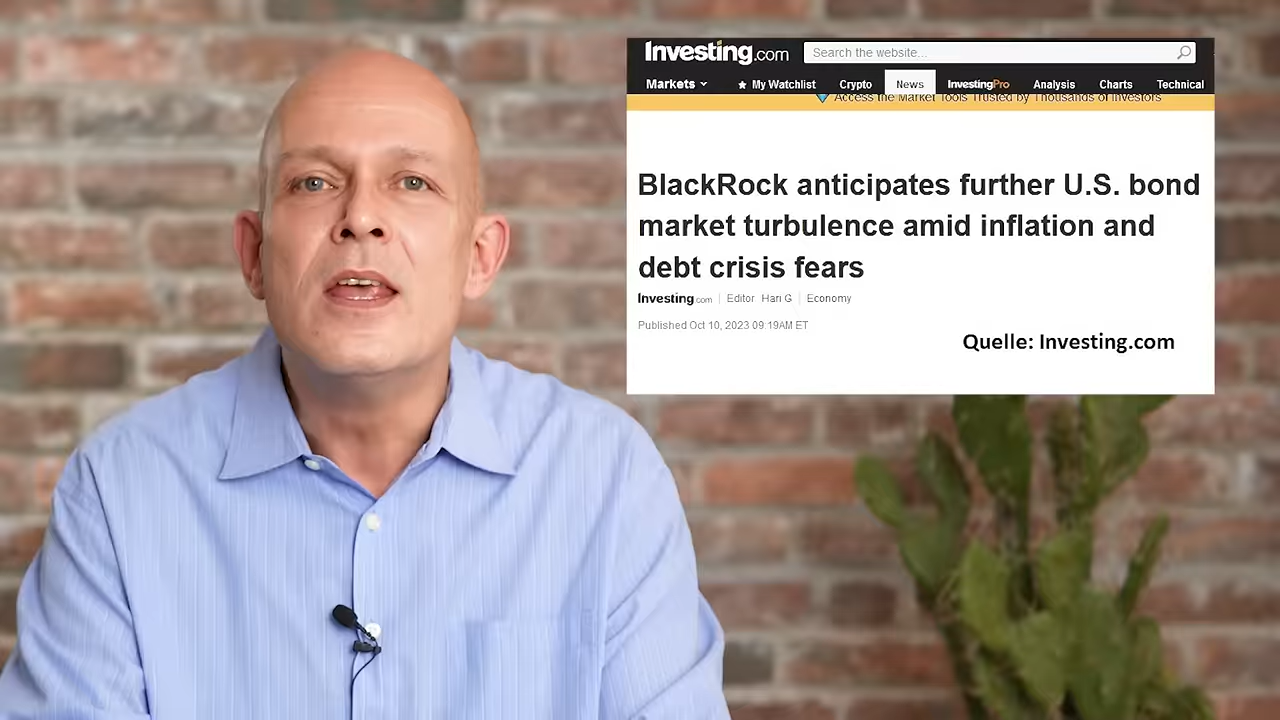 Investing.com
Search the website...
Markets
My Watchlist
Crypto
News
InvestingPro
Analysis
Charts
Technical
Access the Market Tools Trusted by Thousands of Investors
BlackRock anticipates further U.S. bond
market turbulence amid inflation and
debt crisis fears
Investing.com | Editor Hari G | Economy
Published Oct 10, 2023 09:19AM ET
Quelle: Investing.com